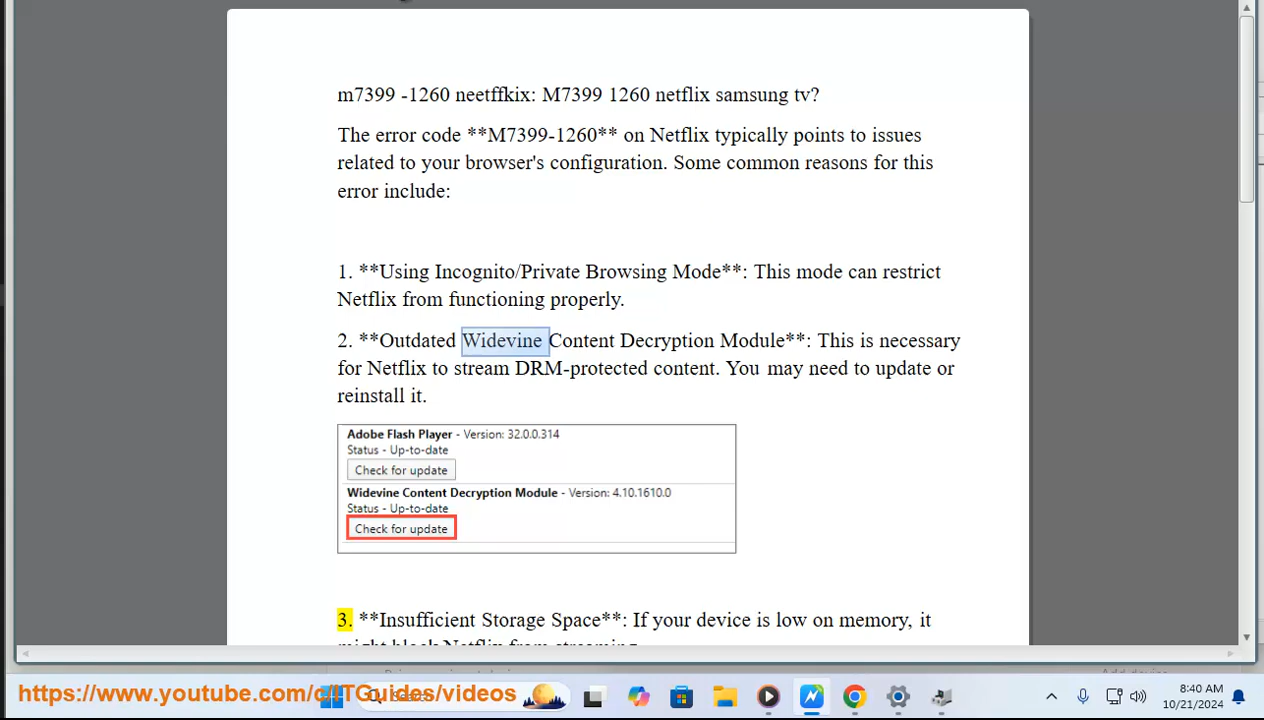 m7399 -1260 neetffkix: M7399 1260 netflix samsung tv?
The error code **M7399-1260** on Netflix typically points to issues
related to your browser's configuration. Some common reasons for this
error include:
1. **Using Incognito/Private Browsing Mode**: This mode can restrict
Netflix from functioning properly.
2. **Outdated Widevine Content Decryption Module**: This is necessary
for Netflix to stream DRM-protected content. You may need to update or
reinstall it.
Adobe Flash Player - Version: 32.0.0.314
Status - Up-to-date
Check for update
Widevine Content Decryption Module - Version: 4.10.1610.0
Status - Up-to-date
Check for update
3. **Insufficient Storage Space**: If your device is low on memory, it
might block Netflix from streaming.
https://www.youtube.com/c/ITGuides/videos
8:40 AM
10/21/2024